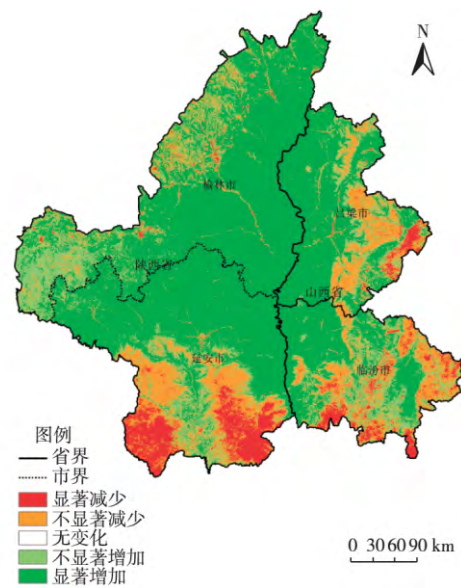 N
榆林市
吕梁市
陕西省
山西省
延安市
临汾市
图例
省界
市界
显著减少
不显著减少
无变化
不显著增加
显著增加
0 30 60 90 km